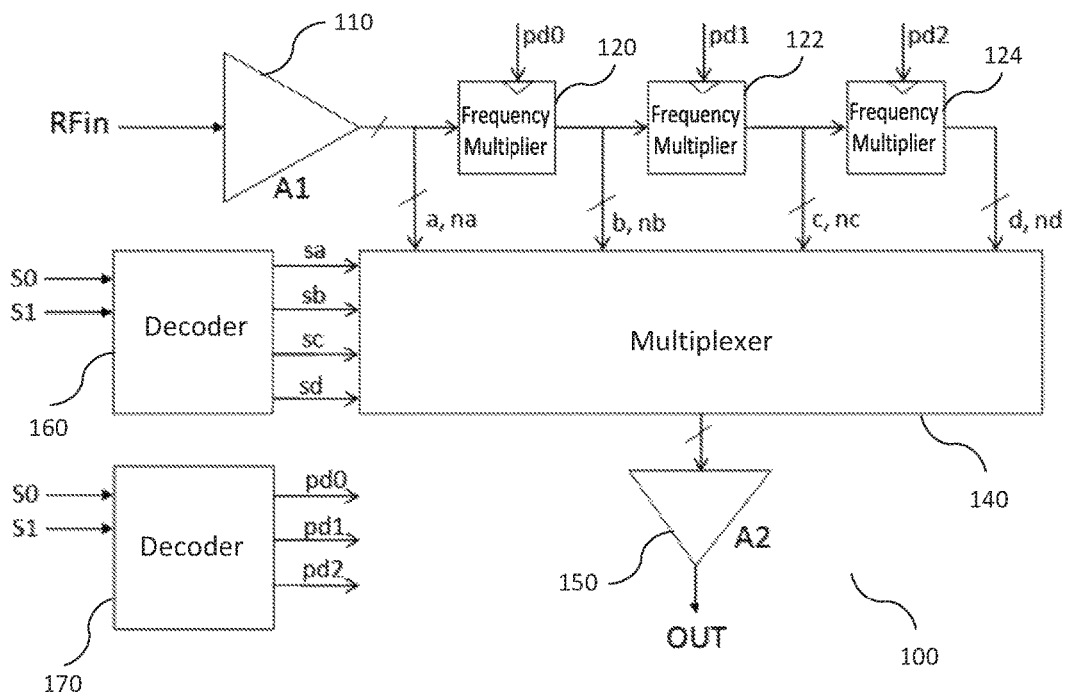 110
pd0
120
pd1
122
pd2
124
RFin
A1
Frequency
Multiplier
Frequency
Multiplier
Frequency
Multiplier
a, na
b, nb
c, nc
d, nd
S0
S1
Decoder
sa
sb
sc
sd
Multiplexer
160
140
S0
S1
Decoder
pd0
pd1
pd2
170
150
A2
OUT
100